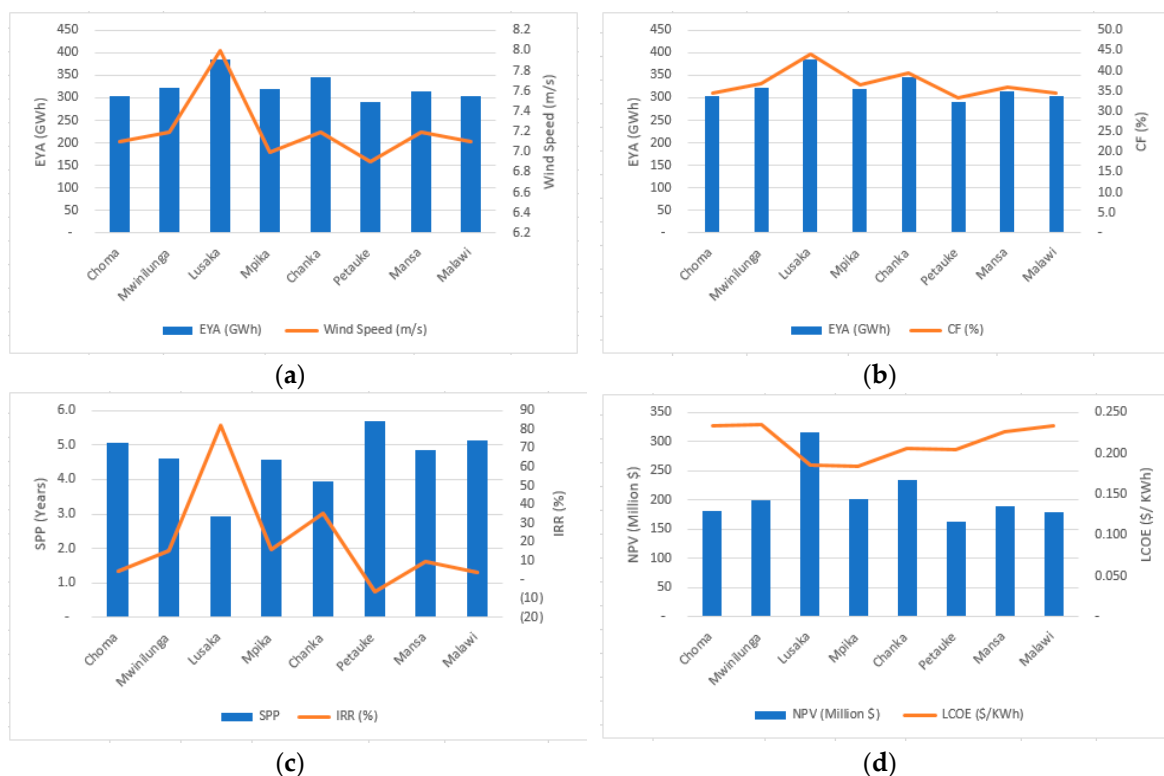 450
400
350
300
250
200
150
100
50
-
EYA (GWh)
8.2
8.0
7.8
7.6
7.4
7.2
7.0
6.8
6.6
6.4
6.2
Wind Speed (m/s)
Choma
Mwinilunga
Lusaka
Mpika
Chanka
Petauke
Mansa
Malawi
EYA (GWh) Wind Speed (m/s)
(a)
450
400
350
300
250
200
150
100
50
-
EYA (GWh)
50.0
45.0
40.0
35.0
30.0
25.0
20.0
15.0
10.0
5.0
-
CF (%)
Choma
Mwinilunga
Lusaka
Mpika
Chanka
Petauke
Mansa
Malawi
EYA (GWh) CF (%)
(b)
6.0
5.0
4.0
3.0
2.0
1.0
-
SPP (Years)
90
80
70
60
50
40
30
20
10
-
(10)
(20)
IRR (%)
Choma
Mwinilunga
Lusaka
Mpika
Chanka
Petauke
Mansa
Malawi
SPP IRR (%)
(c)
350
300
250
200
150
100
50
-
NPV (Million $)
0.250
0.200
0.150
0.100
0.050
-
LCOE ($/ KWh)
Choma
Mwinilunga
Lusaka
Mpika
Chanka
Petauke
Mansa
Malawi
NPV (Million $) LCOE ($/KWh)
(d)